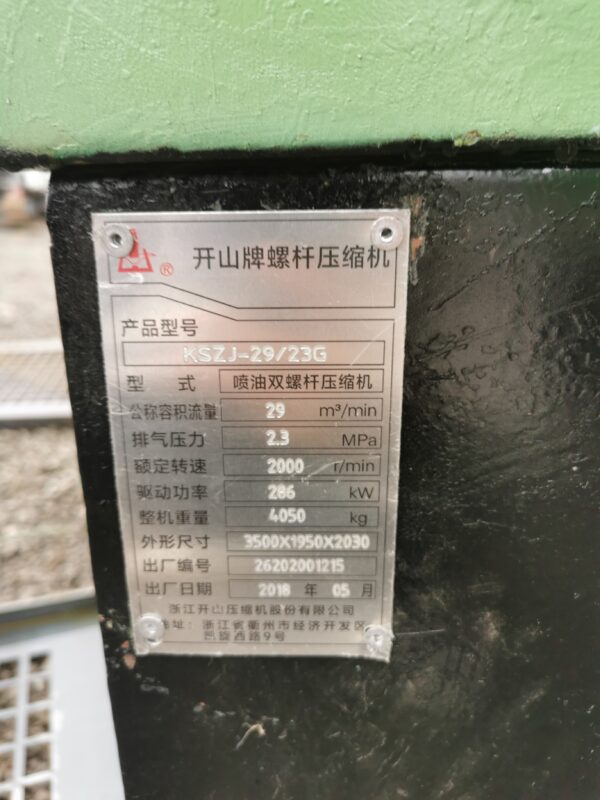 ® 开山牌螺杆压缩机
产品型号
KSZJ-29/23G
型 式 喷油双螺杆压缩机
公称容积流量 29 m³/min
排气压力 2.3 MPa
额定转速 2000 r/min
驱动功率 286 kW
整机重量 4050 kg
外形尺寸 3500X1950X2030
出厂编号 26202001215
出厂日期 2018 年 05 月
浙江开山压缩机股份有限公司
地址: 浙江省衢州市经济开发区
凯旋西路9号